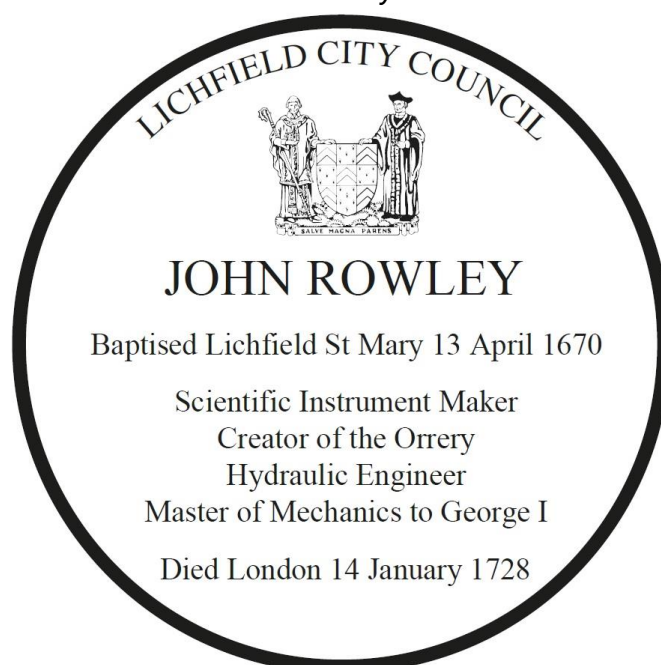 LICHFIELD CITY COUNCIL
SALVE MAGNA PARENS
JOHN ROWLEY
Baptised Lichfield St Mary 13 April 1670
Scientific Instrument Maker
Creator of the Orrery
Hydraulic Engineer
Master of Mechanics to George I
Died London 14 January 1728